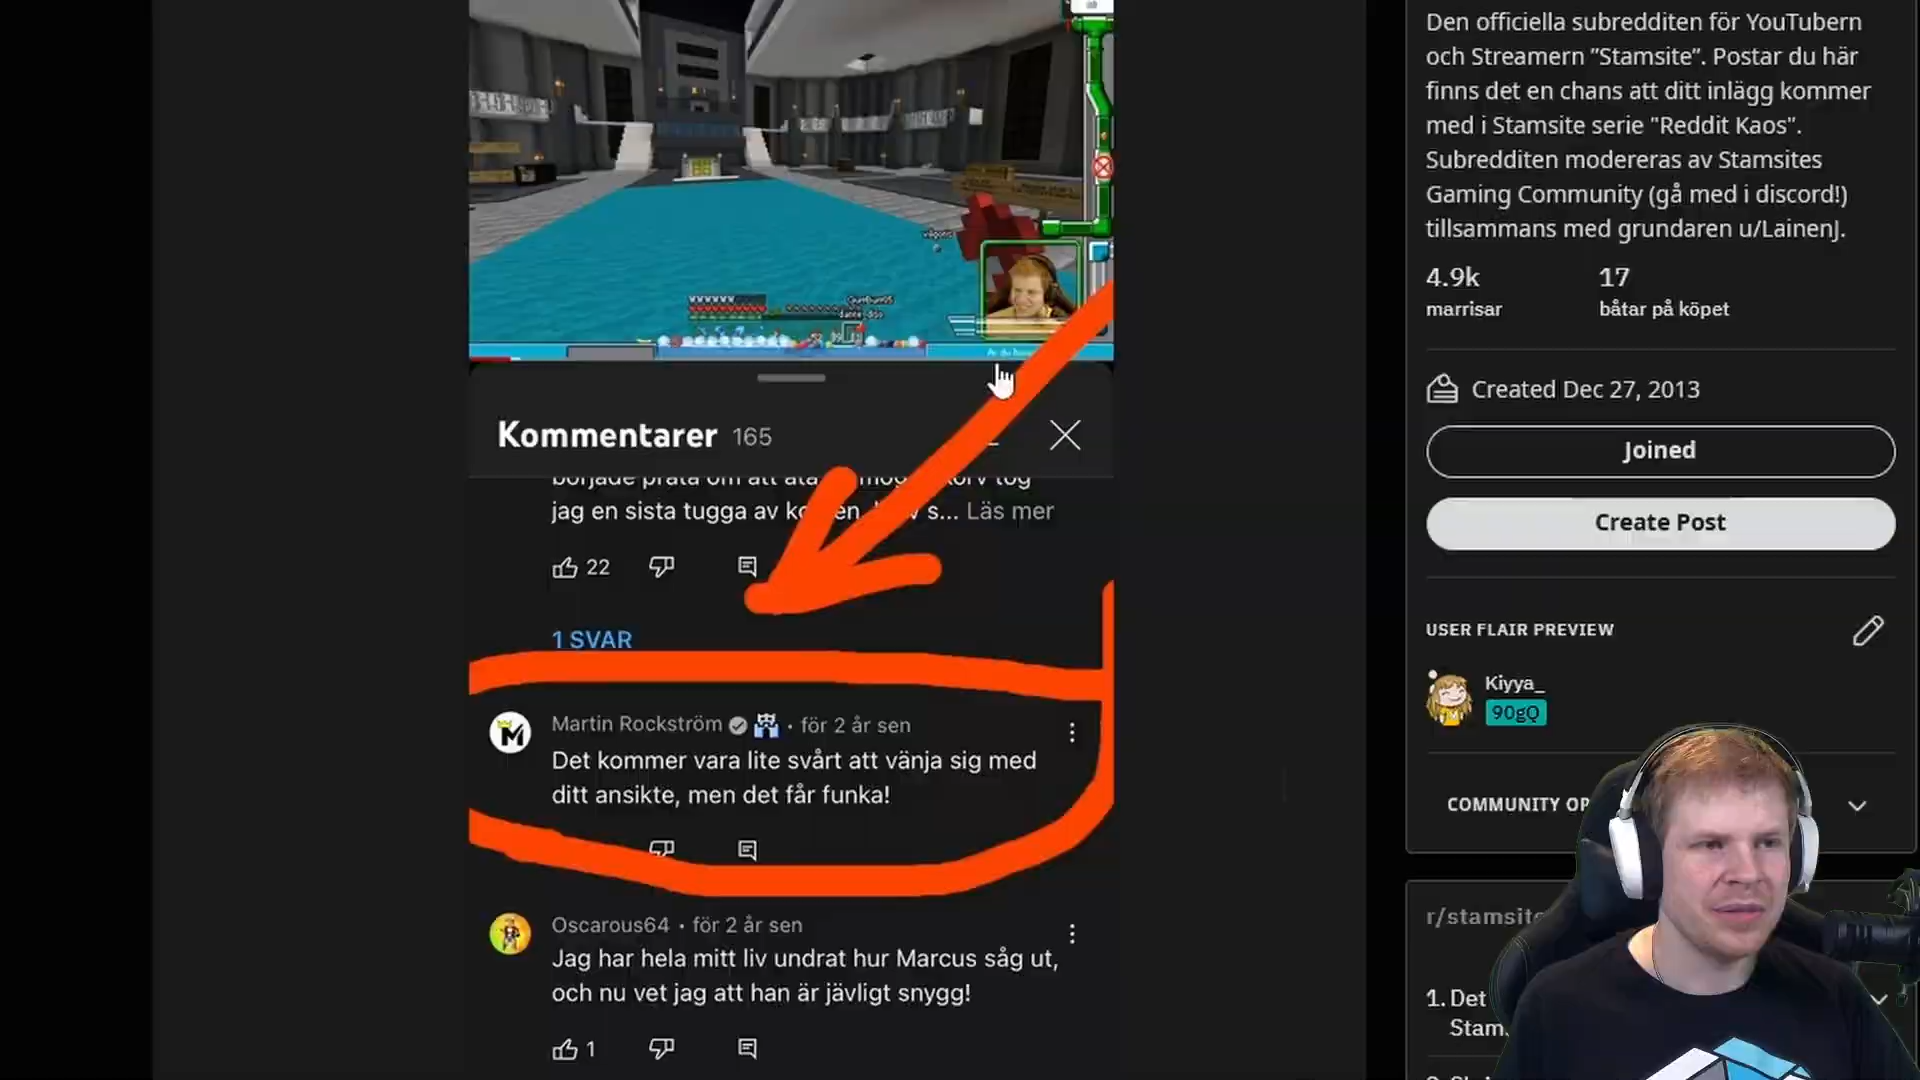 Den officiella subredditen för YouTubern
och Streamern "Stamsite". Postar du här
finns det en chans att ditt inlägg kommer
med i Stamsite serie "Reddit Kaos".
Subredditen modereras av Stamsites
Gaming Community (gå med i discord!)
tillsammans med grundaren u/LainenJ.
4.9k
marrisar
17
båtar på köpet
Created Dec 27, 2013
Joined
Create Post
USER FLAIR PREVIEW
Kiyya_
90gQ
COMMUNITY OP
r/stamsite
1. Det
Stam
Kommentarer 165
började prata om att äta
jag en sista tugga av
s... Läs mer
22
1 SVAR
Martin Rockström · för 2 år sen
Det kommer vara lite svårt att vänja sig med
ditt ansikte, men det får funka!
Oscarous64 · för 2 år sen
Jag har hela mitt liv undrat hur Marcus såg ut,
och nu vet jag att han är jävligt snygg!
1